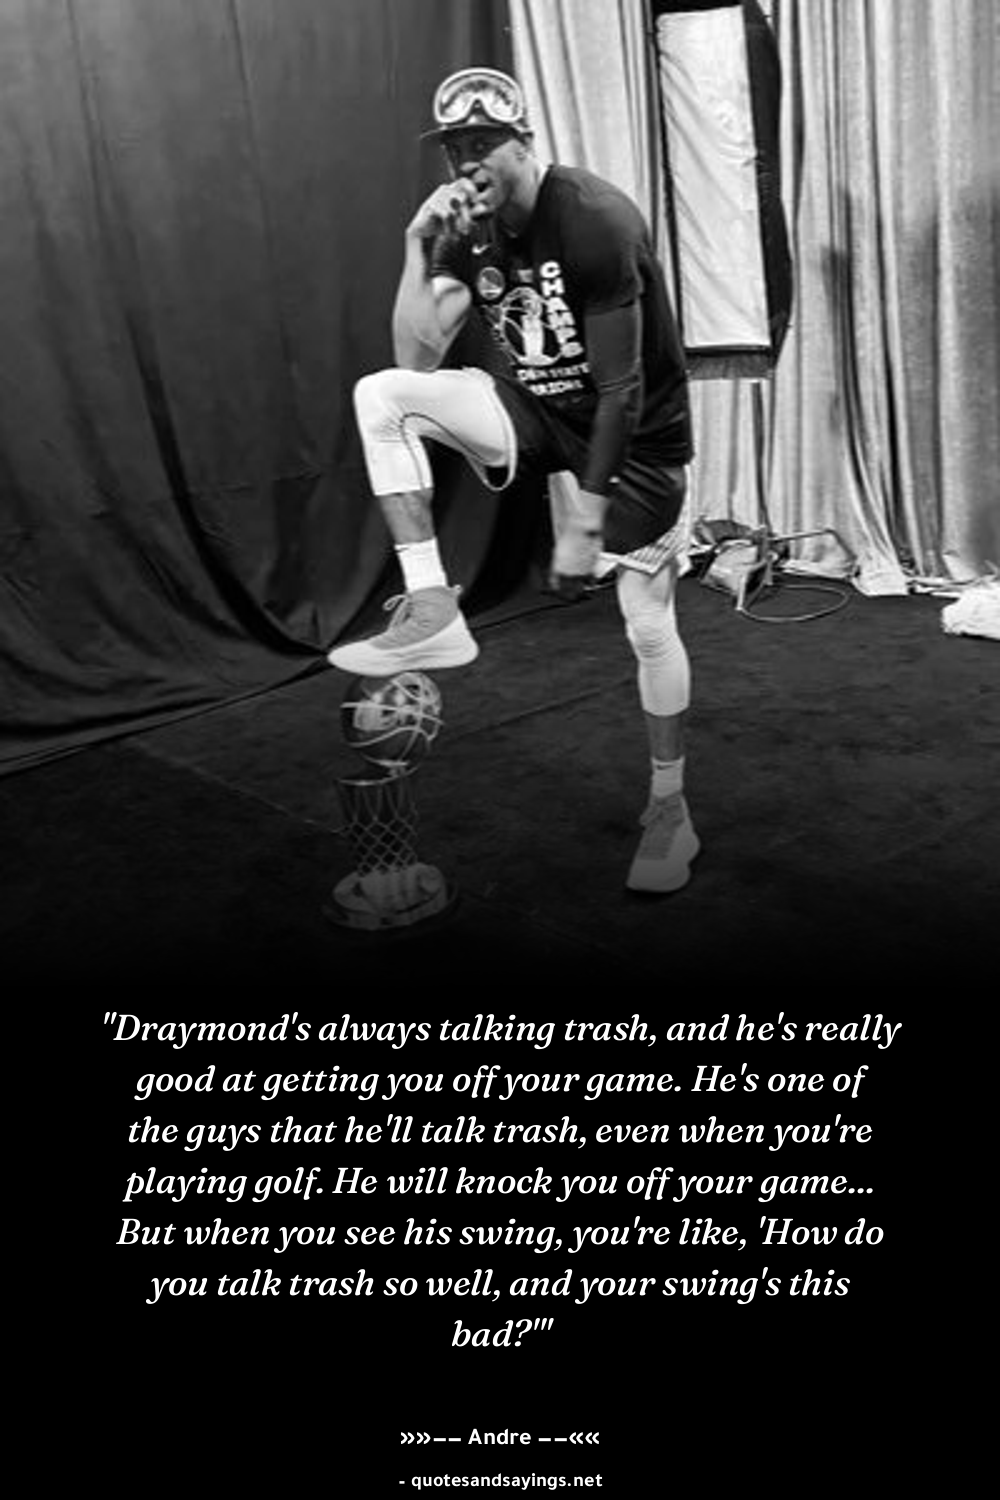 CHAMPS
"Draymond's always talking trash, and he's really
good at getting you off your game. He's one of
the guys that he'll talk trash, even when you're
playing golf. He will knock you off your game...
But when you see his swing, you're like, 'How do
you talk trash so well, and your swing's this
bad?'"
»»−− Andre −−««
- quotesandsayings.net